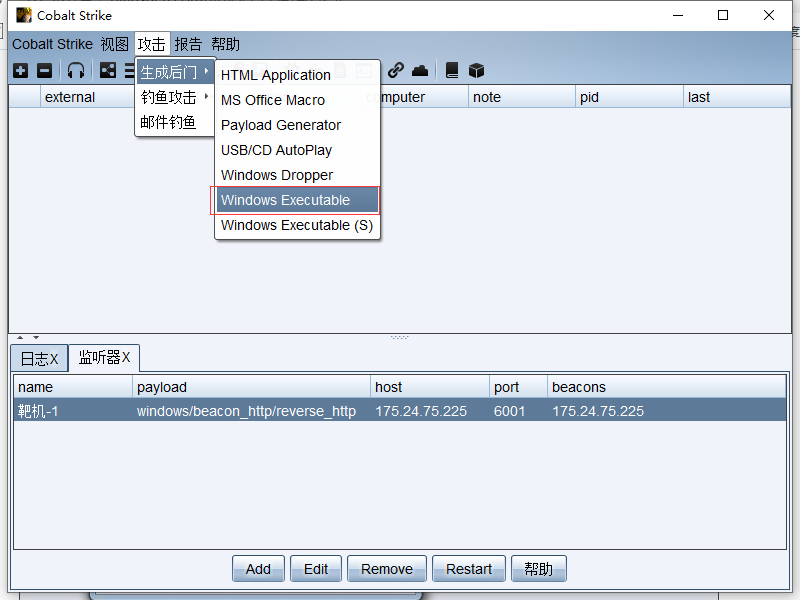 Cobalt Strike
Cobalt Strike 视图 攻击 报告 帮助
生成后门
钓鱼攻击
邮件钓鱼
HTML Application
MS Office Macro
Payload Generator
USB/CD AutoPlay
Windows Dropper
Windows Executable
Windows Executable (S)
external mputer note pid last
日志X 监听器X
name payload host port beacons
靶机-1 windows/beacon_http/reverse_http 175.24.75.225 6001 175.24.75.225
Add Edit Remove Restart 帮助